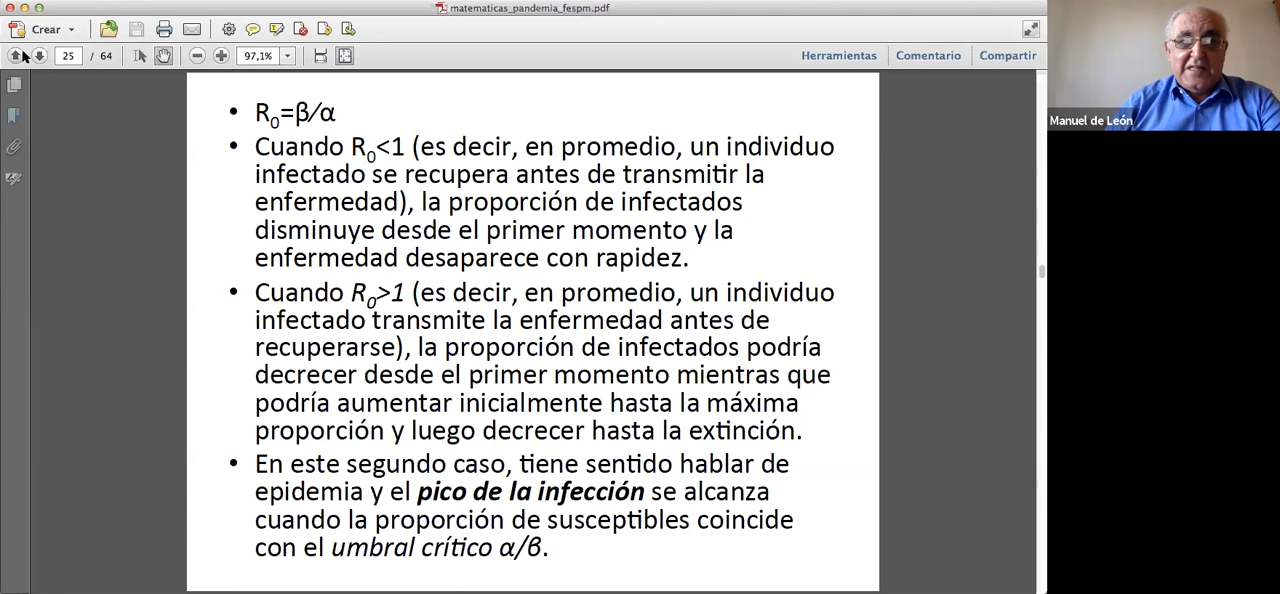 matematicas_pandemia_fespm.pdf
Crear
25 / 64
97,1%
Herramientas
Comentario
Compartir
Manuel de León
• R0=β/α
• Cuando R0<1 (es decir, en promedio, un individuo
infectado se recupera antes de transmitir la
enfermedad), la proporción de infectados
disminuye desde el primer momento y la
enfermedad desaparece con rapidez.
• Cuando R0>1 (es decir, en promedio, un individuo
infectado transmite la enfermedad antes de
recuperarse), la proporción de infectados podría
decrecer desde el primer momento mientras que
podría aumentar inicialmente hasta la máxima
proporción y luego decrecer hasta la extinción.
• En este segundo caso, tiene sentido hablar de
epidemia y el pico de la infección se alcanza
cuando la proporción de susceptibles coincide
con el umbral crítico α/β.